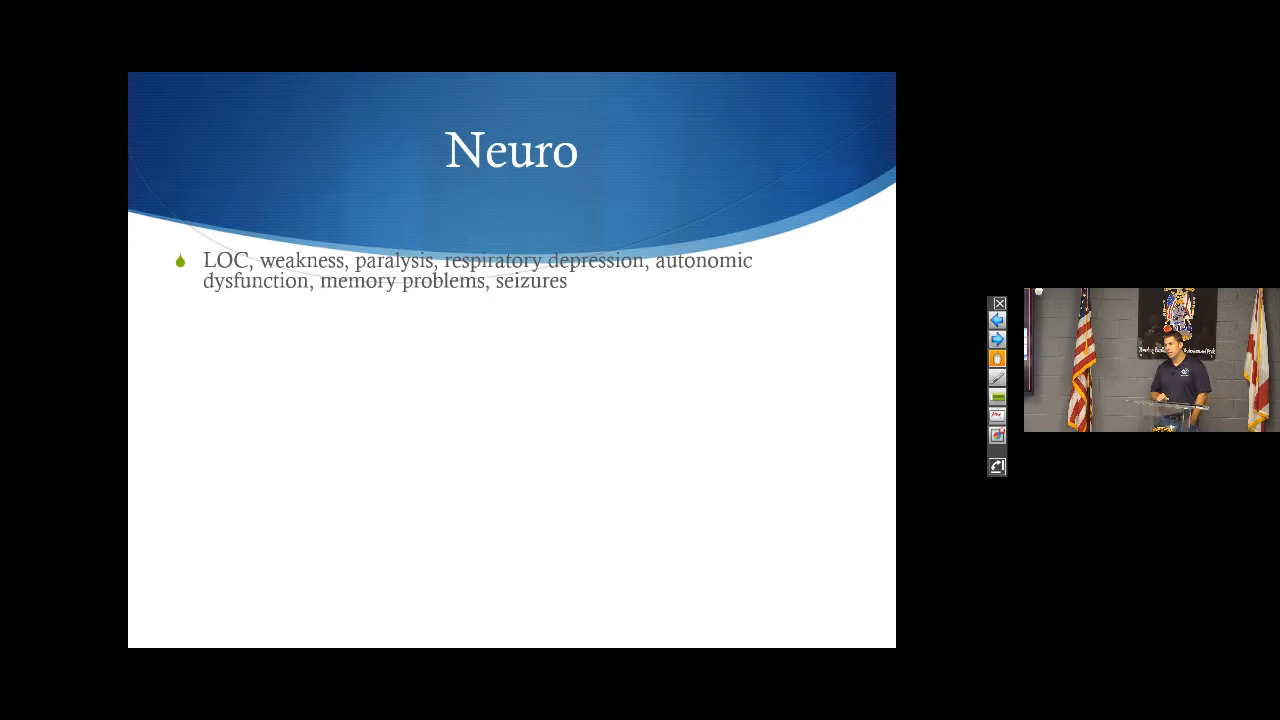 Neuro
LOC, weakness, paralysis, respiratory depression, autonomic
dysfunction, memory problems, seizures